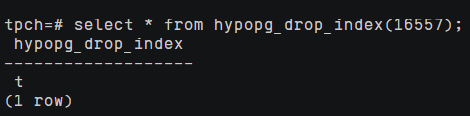 tpch=# select * from hypopg_drop_index(16557);
 hypopg_drop_index
-------------------
 t
(1 row)